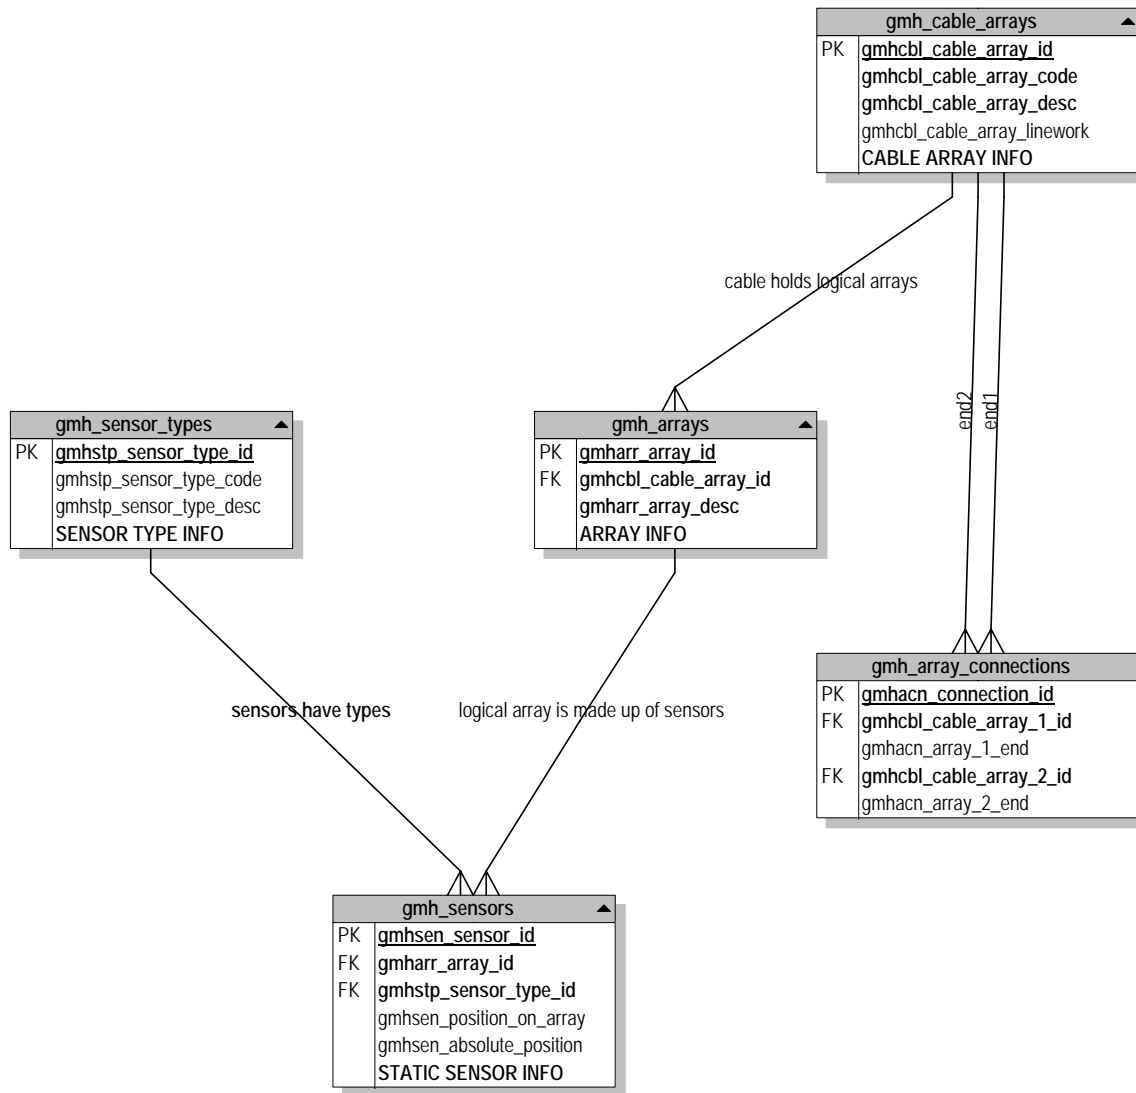 gmh_cable_arrays
PK gmhcbl_cable_array_id
gmhcbl_cable_array_code
gmhcbl_cable_array_desc
gmhcbl_cable_array_linework
CABLE ARRAY INFO
cable holds logical arrays
end2
end1
gmh_sensor_types
PK gmhstp_sensor_type_id
gmhstp_sensor_type_code
gmhstp_sensor_type_desc
SENSOR TYPE INFO
gmh_arrays
PK gmharr_array_id
FK gmhcbl_cable_array_id
gmharr_array_desc
ARRAY INFO
gmh_array_connections
PK gmhacn_connection_id
FK gmhcbl_cable_array_1_id
gmhacn_array_1_end
FK gmhcbl_cable_array_2_id
gmhacn_array_2_end
sensors have types
logical array is made up of sensors
gmh_sensors
PK gmhsen_sensor_id
FK gmharr_array_id
FK gmhstp_sensor_type_id
gmhsen_position_on_array
gmhsen_absolute_position
STATIC SENSOR INFO